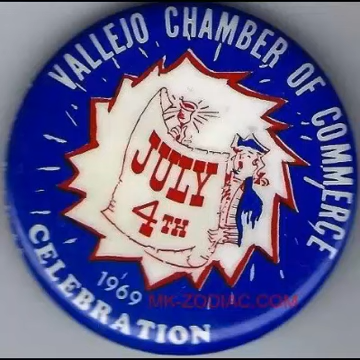 VALLEJO CHAMBER OF COMMERCE
JULY
4TH
1969
CELEBRATION
MK-ZODIAC.COM